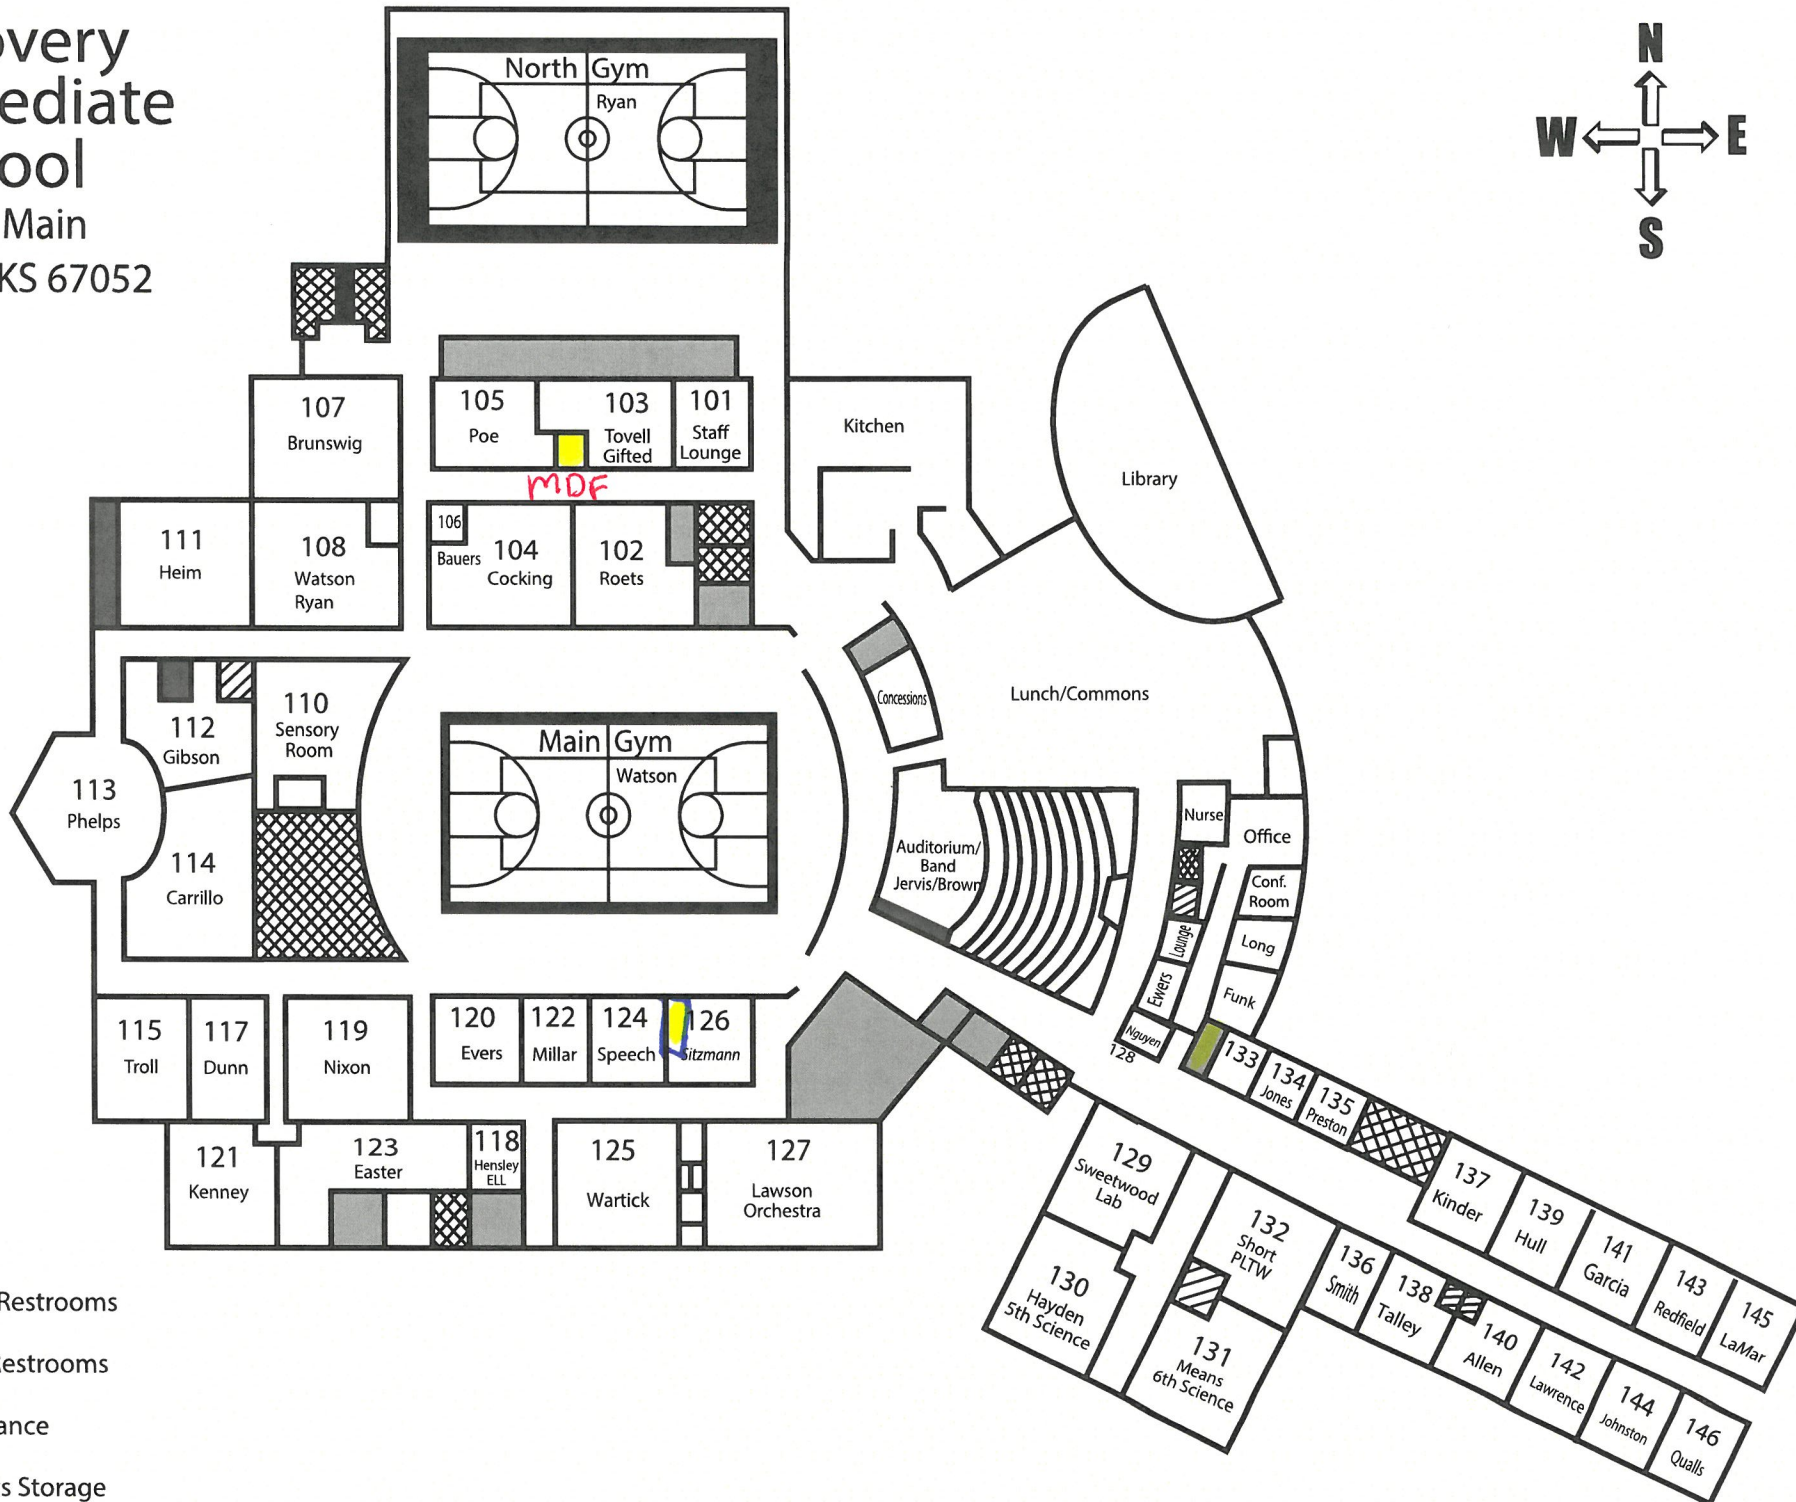 overy
ediate
ool
Main
KS 67052
N
W E
S
North Gym
Ryan
107
Brunswig
105
Poe
103
Tovell
Gifted
101
Staff
Lounge
MDF
Kitchen
Library
111
Heim
108
Watson
Ryan
106
Bauers
104
Cocking
102
Roets
Concessions
Lunch/Commons
112
Gibson
110
Sensory
Room
113
Phelps
114
Carrillo
Main Gym
Watson
Auditorium/
Band
Jervis/Brown
Nurse
Office
Conf.
Room
Lounge
Long
Ewers
Funk
Nguyen
128
115
Troll
117
Dunn
119
Nixon
120
Evers
122
Millar
124
Speech
126
Sitzmann
133
134
Jones
135
Preston
121
Kenney
123
Easter
118
Hensley
ELL
125
Wartick
127
Lawson
Orchestra
129
Sweetwood
Lab
130
Hayden
5th Science
132
Short
PLTW
131
Means
6th Science
137
Kinder
139
Hull
141
Garcia
143
Redfield
145
LaMar
136
Smith
138
Talley
140
Allen
142
Lawrence
144
Johnston
146
Qualls
Restrooms
Restrooms
ance
s Storage